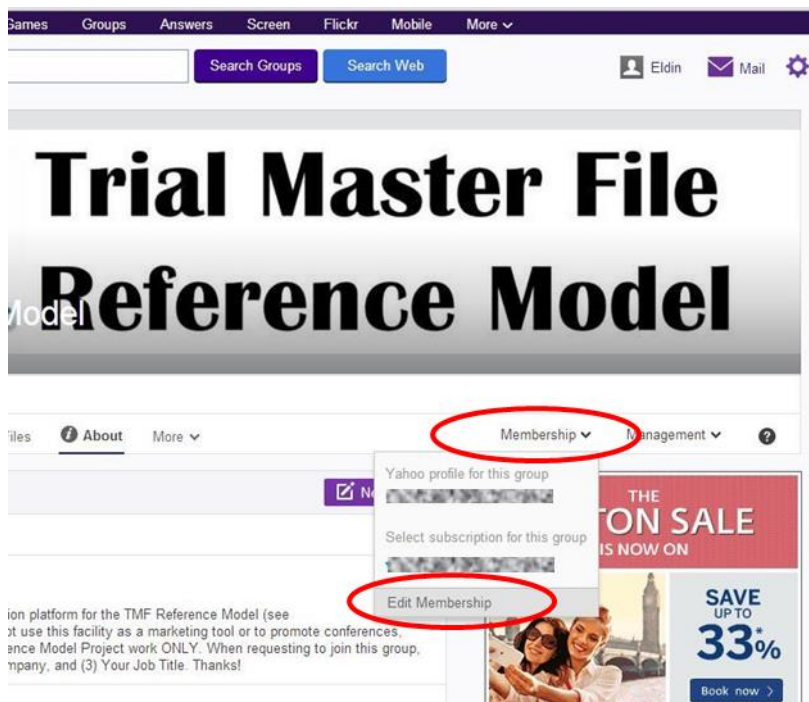 Games Groups Answers Screen Flickr Mobile More
Search Groups Search Web Eldin Mail
Trial Master File
Reference Model
Model
About More Membership Management ?
Yahoo profile for this group
Select subscription for this group
Edit Membership
THE
SALE
IS NOW ON
SAVE
UP TO
33*%
Book now >
ion platform for the TMF Reference Model (see
ot use this facility as a marketing tool or to promote conferences,
ence Model Project work ONLY. When requesting to join this group,
mpany, and (3) Your Job Title. Thanks!